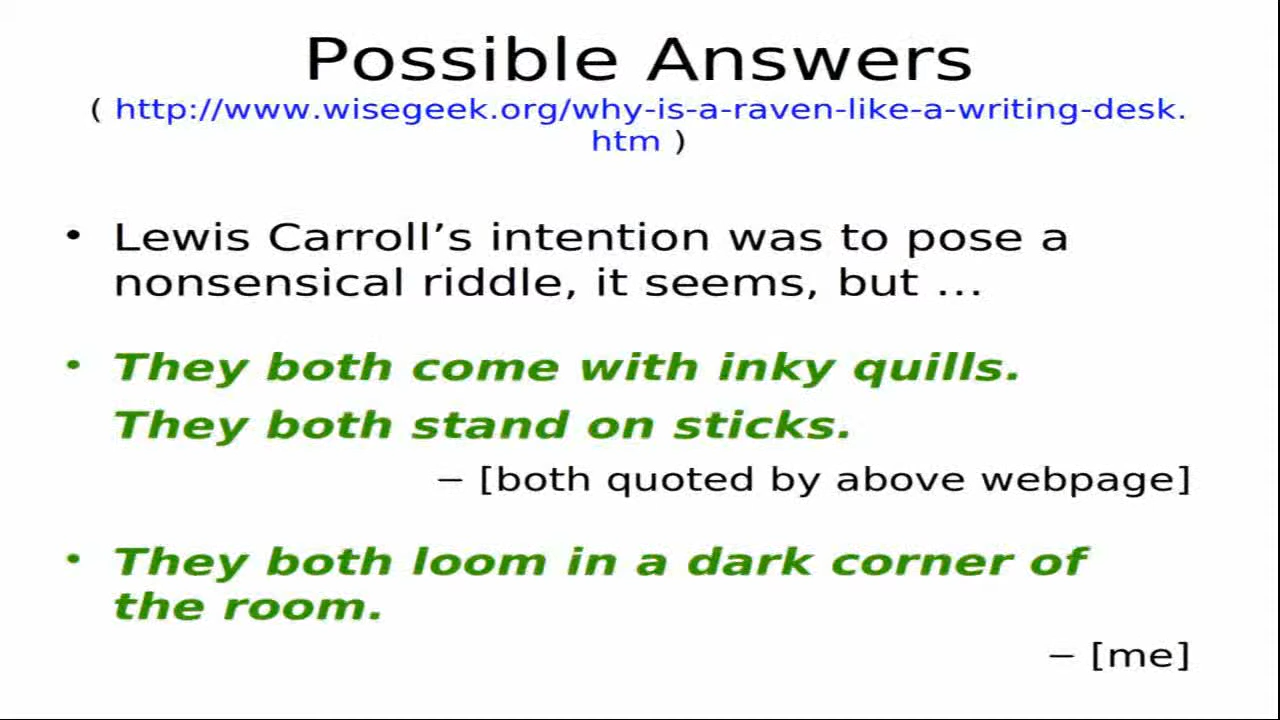 Possible Answers
( http://www.wisegeek.org/why-is-a-raven-like-a-writing-desk.
htm )
• Lewis Carroll’s intention was to pose a
nonsensical riddle, it seems, but …
• They both come with inky quills.
They both stand on sticks.
– [both quoted by above webpage]
• They both loom in a dark corner of
the room.
– [me]